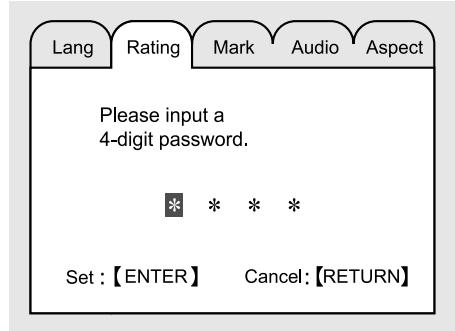 Lang Rating Mark Audio Aspect
Please input a
4-digit password.
* * * *
Set :【ENTER】 Cancel:【RETURN】